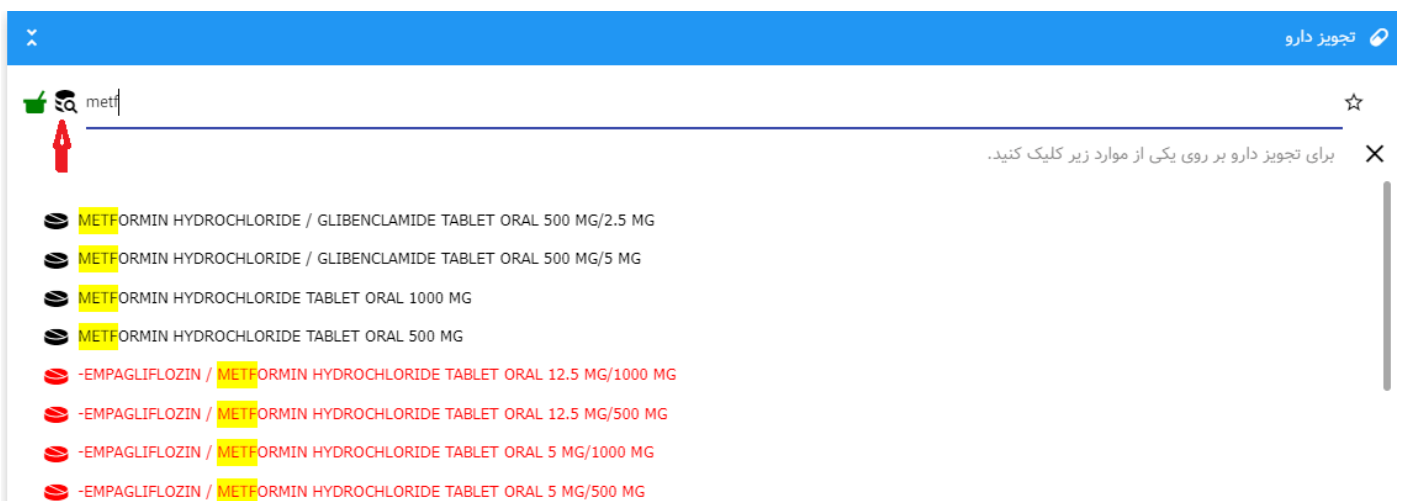 تجویز دارو
metf
برای تجویز دارو بر روی یکی از موارد زیر کلیک کنید.
METFORMIN HYDROCHLORIDE / GLIBENCLAMIDE TABLET ORAL 500 MG/2.5 MG
METFORMIN HYDROCHLORIDE / GLIBENCLAMIDE TABLET ORAL 500 MG/5 MG
METFORMIN HYDROCHLORIDE TABLET ORAL 1000 MG
METFORMIN HYDROCHLORIDE TABLET ORAL 500 MG
-EMPAGLIFLOZIN / METFORMIN HYDROCHLORIDE TABLET ORAL 12.5 MG/1000 MG
-EMPAGLIFLOZIN / METFORMIN HYDROCHLORIDE TABLET ORAL 12.5 MG/500 MG
-EMPAGLIFLOZIN / METFORMIN HYDROCHLORIDE TABLET ORAL 5 MG/1000 MG
-EMPAGLIFLOZIN / METFORMIN HYDROCHLORIDE TABLET ORAL 5 MG/500 MG